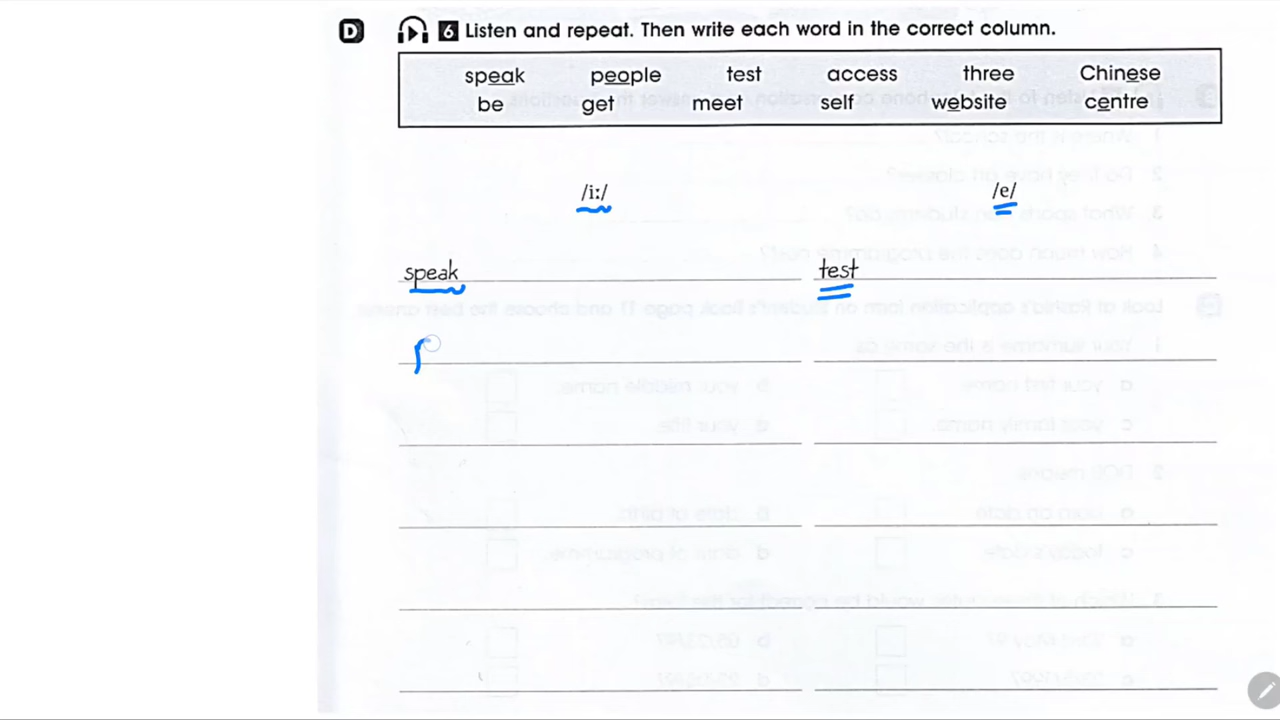 D 6 Listen and repeat. Then write each word in the correct column.
speak people test access three Chinese
be get meet self website centre
/iː/ /e/
speak test